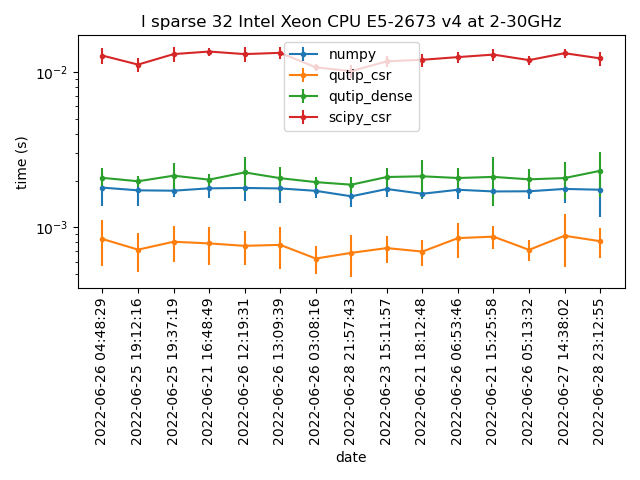 I sparse 32 Intel Xeon CPU E5-2673 v4 at 2-30GHz
numpy
qutip_csr
qutip_dense
scipy_csr
time (s)
10⁻²
10⁻³
2022-06-26 04:48:29
2022-06-25 19:12:16
2022-06-25 19:37:19
2022-06-21 16:48:49
2022-06-26 12:19:31
2022-06-26 13:09:39
2022-06-26 03:08:16
2022-06-28 21:57:43
2022-06-23 15:11:57
2022-06-21 18:12:48
2022-06-26 06:53:46
2022-06-21 15:25:58
2022-06-26 05:13:32
2022-06-27 14:38:02
2022-06-28 23:12:55
date